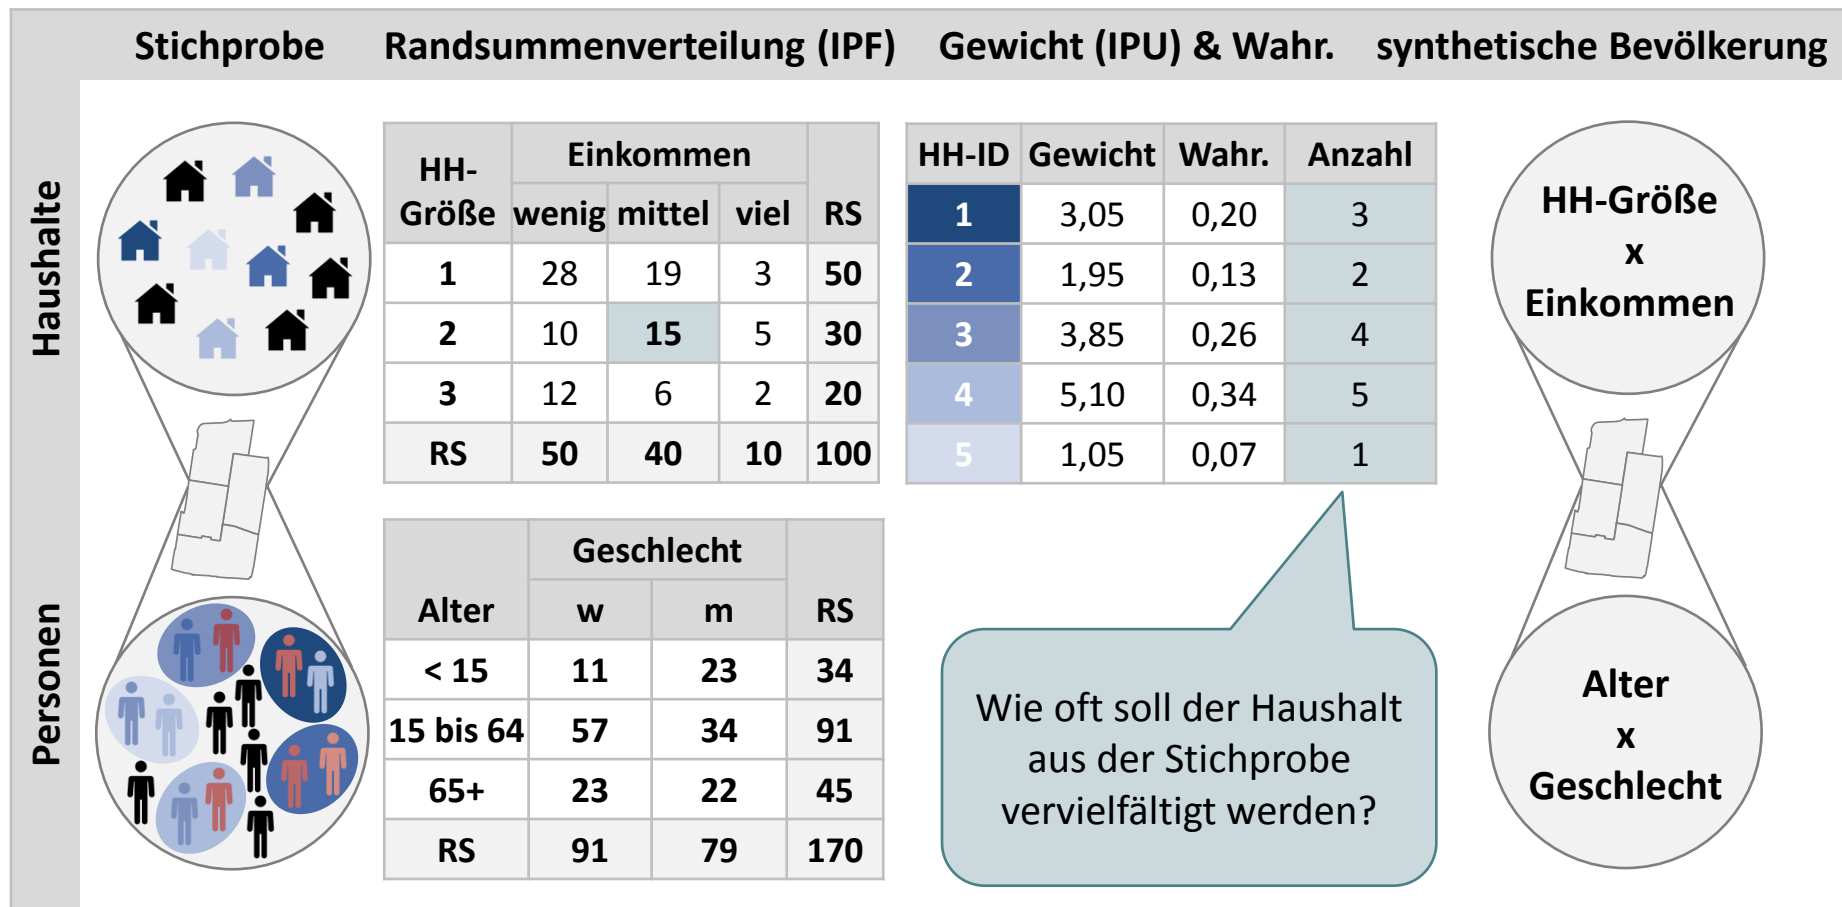 Stichprobe Randsummenverteilung (IPF) Gewicht (IPU) & Wahr. synthetische Bevölkerung
Haushalte
HH-Größe Einkommen RS
wenig mittel viel
1 28 19 3 50
2 10 15 5 30
3 12 6 2 20
RS 50 40 10 100
HH-ID Gewicht Wahr. Anzahl
1 3,05 0,20 3
2 1,95 0,13 2
3 3,85 0,26 4
4 5,10 0,34 5
5 1,05 0,07 1
HH-Größe
x
Einkommen
Personen
Alter Geschlecht RS
w m
< 15 11 23 34
15 bis 64 57 34 91
65+ 23 22 45
RS 91 79 170
Wie oft soll der Haushalt
aus der Stichprobe
vervielfältigt werden?
Alter
x
Geschlecht